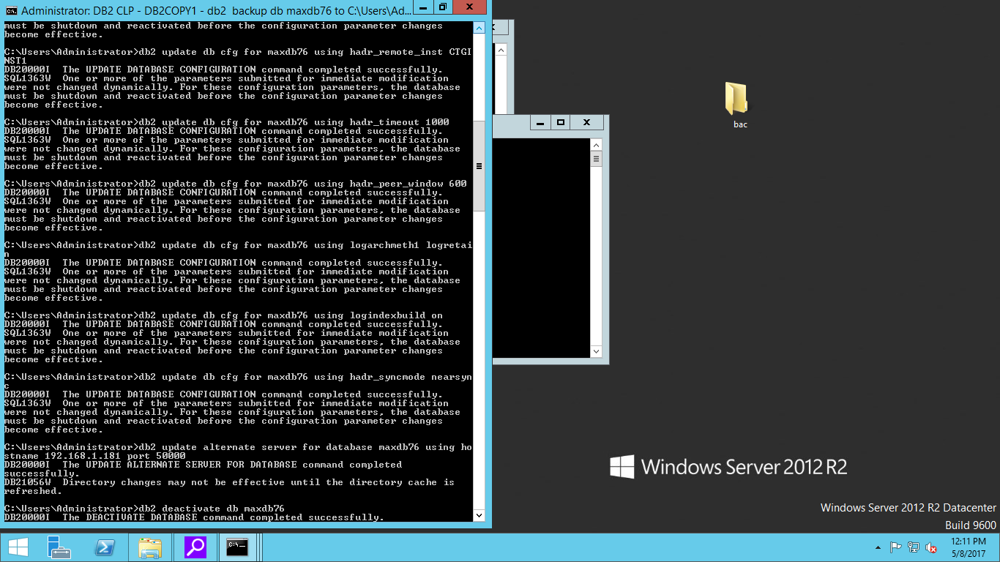 Administrator: DB2 CLP - DB2COPY1 - db2 backup db maxdb76 to C:\Users\Ad...
must be shutdown and reactivated before the configuration parameter changes
become effective.
C:\Users\Administrator>db2 update db cfg for maxdb76 using hadr_remote_inst CTGI
NST1
DB20000I  The UPDATE DATABASE CONFIGURATION command completed successfully.
SQL1363W  One or more of the parameters submitted for immediate modification
were not changed dynamically. For these configuration parameters, the database
must be shutdown and reactivated before the configuration parameter changes
become effective.
C:\Users\Administrator>db2 update db cfg for maxdb76 using hadr_timeout 1000
DB20000I  The UPDATE DATABASE CONFIGURATION command completed successfully.
SQL1363W  One or more of the parameters submitted for immediate modification
were not changed dynamically. For these configuration parameters, the database
must be shutdown and reactivated before the configuration parameter changes
become effective.
C:\Users\Administrator>db2 update db cfg for maxdb76 using hadr_peer_window 600
DB20000I  The UPDATE DATABASE CONFIGURATION command completed successfully.
SQL1363W  One or more of the parameters submitted for immediate modification
were not changed dynamically. For these configuration parameters, the database
must be shutdown and reactivated before the configuration parameter changes
become effective.
C:\Users\Administrator>db2 update db cfg for maxdb76 using logarchmeth1 logretai
n
DB20000I  The UPDATE DATABASE CONFIGURATION command completed successfully.
SQL1363W  One or more of the parameters submitted for immediate modification
were not changed dynamically. For these configuration parameters, the database
must be shutdown and reactivated before the configuration parameter changes
become effective.
C:\Users\Administrator>db2 update db cfg for maxdb76 using logindexbuild on
DB20000I  The UPDATE DATABASE CONFIGURATION command completed successfully.
SQL1363W  One or more of the parameters submitted for immediate modification
were not changed dynamically. For these configuration parameters, the database
must be shutdown and reactivated before the configuration parameter changes
become effective.
C:\Users\Administrator>db2 update db cfg for maxdb76 using hadr_syncmode nearsyn
c
DB20000I  The UPDATE DATABASE CONFIGURATION command completed successfully.
SQL1363W  One or more of the parameters submitted for immediate modification
were not changed dynamically. For these configuration parameters, the database
must be shutdown and reactivated before the configuration parameter changes
become effective.
C:\Users\Administrator>db2 update alternate server for database maxdb76 using ho
stname 192.168.1.181 port 50000
DB20000I  The UPDATE ALTERNATE SERVER FOR DATABASE command completed
successfully.
DB21056W  Directory changes may not be effective until the directory cache is
refreshed.
C:\Users\Administrator>db2 deactivate db maxdb76
DB20000I  The DEACTIVATE DATABASE command completed successfully.
bac
Windows Server 2012 R2
Windows Server 2012 R2 Datacenter
Build 9600
12:11 PM
5/8/2017